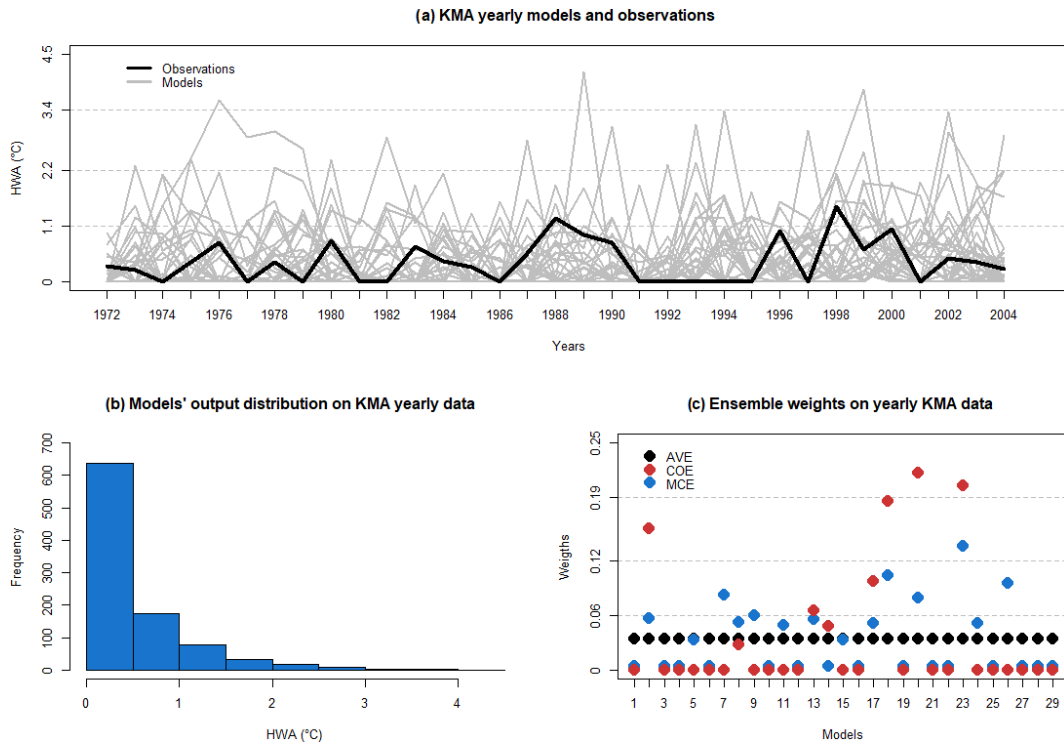 (a) KMA yearly models and observations
4.5
3.4
2.2
1.1
0
HWA (°C)
Observations
Models
1972 1974 1976 1978 1980 1982 1984 1986 1988 1990 1992 1994 1996 1998 2000 2002 2004
Years
(b) Models' output distribution on KMA yearly data
700
600
500
400
300
200
100
0
Frequency
0 1 2 3 4
HWA (°C)
(c) Ensemble weights on yearly KMA data
0.25
0.19
0.12
0.06
0
Weigths
AVE
COE
MCE
1 3 5 7 9 11 13 15 17 19 21 23 25 27 29
Models